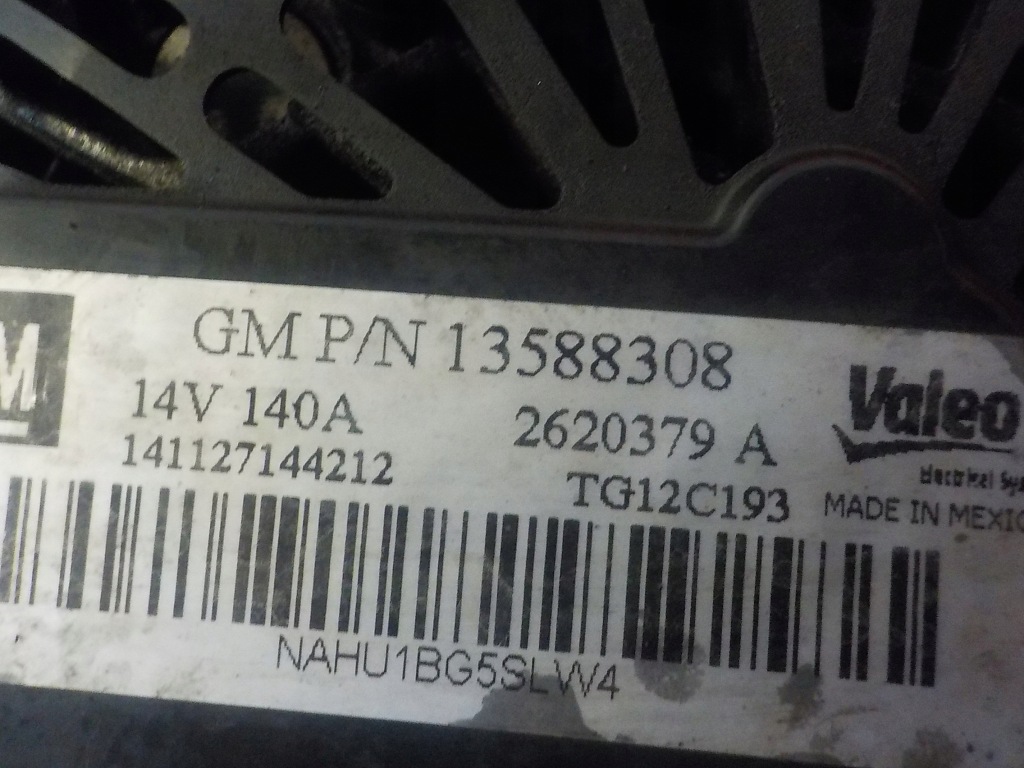 GM P/N 13588308
14V 140A 2620379 A
Valeo
141127144212 TG12C193
MADE IN MEXIC
NAHU1BG5SLW4